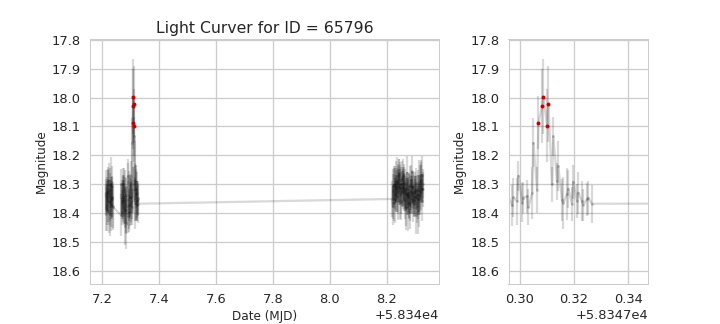 Light Curver for ID = 65796
17.8
17.9
18.0
18.1
18.2
18.3
18.4
18.5
18.6
Magnitude
7.2 7.4 7.6 7.8 8.0 8.2
Date (MJD)
+5.834e4
17.8
17.9
18.0
18.1
18.2
18.3
18.4
18.5
18.6
Magnitude
0.30 0.32 0.34
+5.8347e4